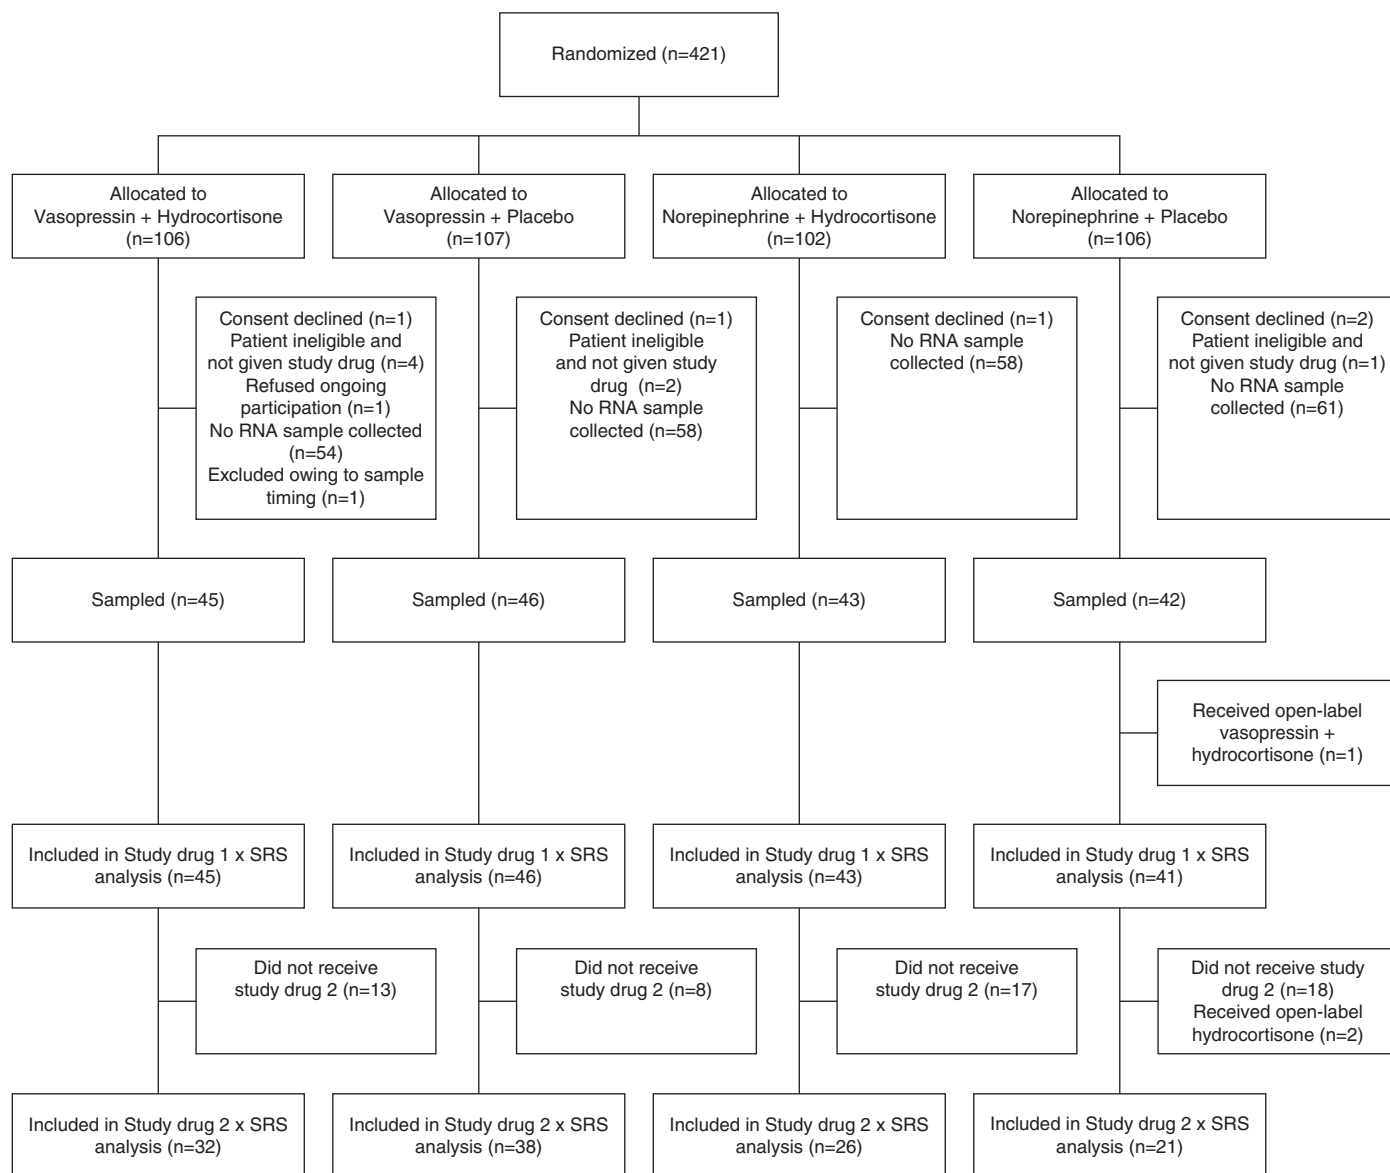 Randomized (n=421)
Allocated to
Vasopressin + Hydrocortisone
(n=106)
Allocated to
Vasopressin + Placebo
(n=107)
Allocated to
Norepinephrine + Hydrocortisone
(n=102)
Allocated to
Norepinephrine + Placebo
(n=106)
Consent declined (n=1)
Patient ineligible and
not given study drug (n=4)
Refused ongoing
participation (n=1)
No RNA sample collected
(n=54)
Excluded owing to sample
timing (n=1)
Consent declined (n=1)
Patient ineligible
and not given study
drug (n=2)
No RNA sample
collected (n=58)
Consent declined (n=1)
No RNA sample
collected (n=58)
Consent declined (n=2)
Patient ineligible and
not given study drug (n=1)
No RNA sample
collected (n=61)
Sampled (n=45)
Sampled (n=46)
Sampled (n=43)
Sampled (n=42)
Received open-label
vasopressin +
hydrocortisone (n=1)
Included in Study drug 1 x SRS
analysis (n=45)
Included in Study drug 1 x SRS
analysis (n=46)
Included in Study drug 1 x SRS
analysis (n=43)
Included in Study drug 1 x SRS
analysis (n=41)
Did not receive
study drug 2 (n=13)
Did not receive
study drug 2 (n=8)
Did not receive
study drug 2 (n=17)
Did not receive study
drug 2 (n=18)
Received open-label
hydrocortisone (n=2)
Included in Study drug 2 x SRS
analysis (n=32)
Included in Study drug 2 x SRS
analysis (n=38)
Included in Study drug 2 x SRS
analysis (n=26)
Included in Study drug 2 x SRS
analysis (n=21)